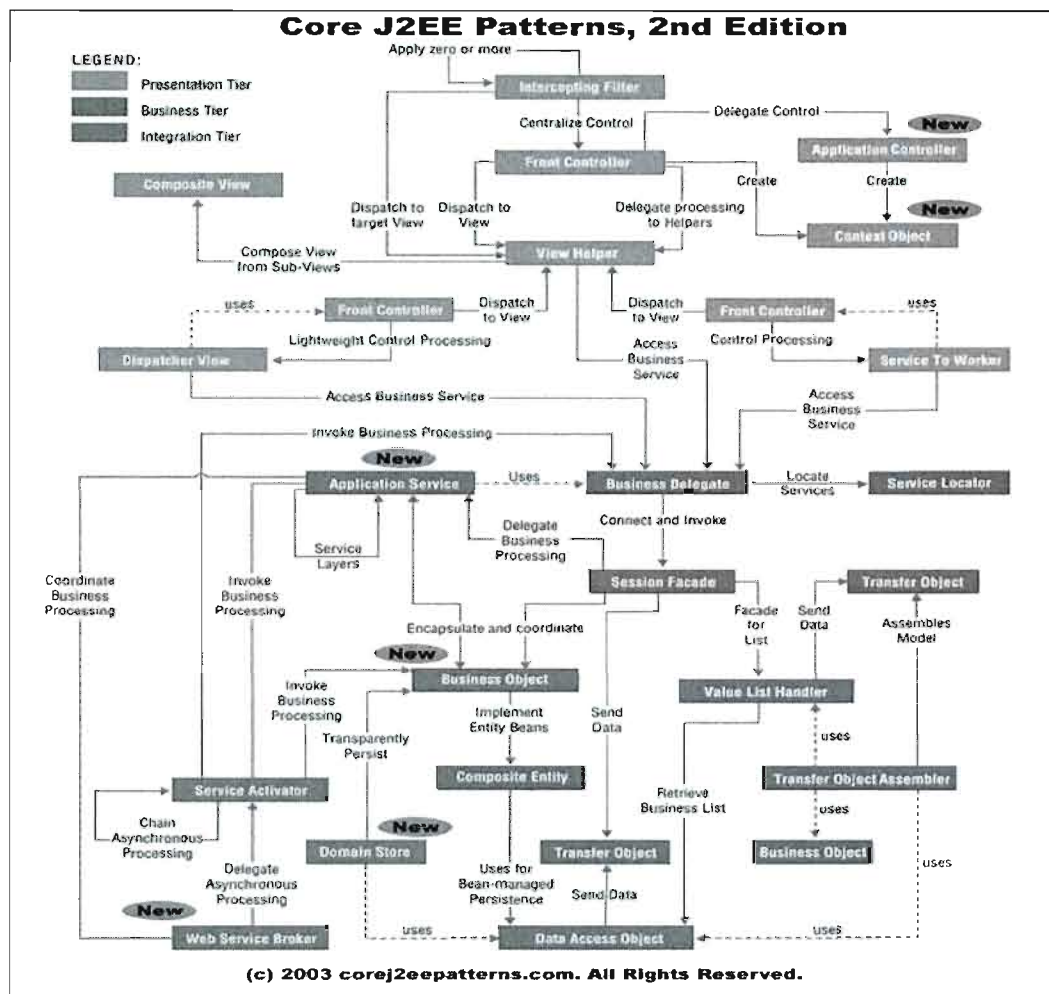 Core J2EE Patterns, 2nd Edition
LEGEND:
Presentation Tier
Business Tier
Integration Tier
Apply zero or more
Intercepting Filter
Centralize Control
Delegate Control
New
Application Controller
Front Controller
Create
Create
New
Context Object
Composite View
Dispatch to
target View
Dispatch to
View
Delegate processing
to Helpers
View Helper
Compose View
from Sub-Views
uses
Front Controller
Dispatch
to View
Dispatch
to View
Front Controller
uses
Lightweight Control Processing
Control Processing
Dispatcher View
Access
Business
Service
Service To Worker
Access Business Service
Access
Business
Service
Invoke Business Processing
New
Application Service
Uses
Business Delegate
Locate
Services
Service Locator
Connect and Invoke
Service
Layers
Delegate
Business
Processing
Coordinate
Business
Processing
Invoke
Business
Processing
Session Facade
Transfer Object
Facade
for
List
Send
Data
Assembles
Model
Encapsulate and coordinate
New
Business Object
Value List Handler
Invoke
Business
Processing
Implement
Entity Beans
Send
Data
Transparently
Persist
uses
Composite Entity
Transfer Object Assembler
Service Activator
Retrieve
Business List
uses
Chain
Asynchronous
Processing
New
Domain Store
Transfer Object
Business Object
Delegate
Asynchronous
Processing
Uses for
Bean-managed
Persistence
uses
Send Data
New
Web Service Broker
uses
Data Access Object
uses
(c) 2003 corej2eepatterns.com. All Rights Reserved.